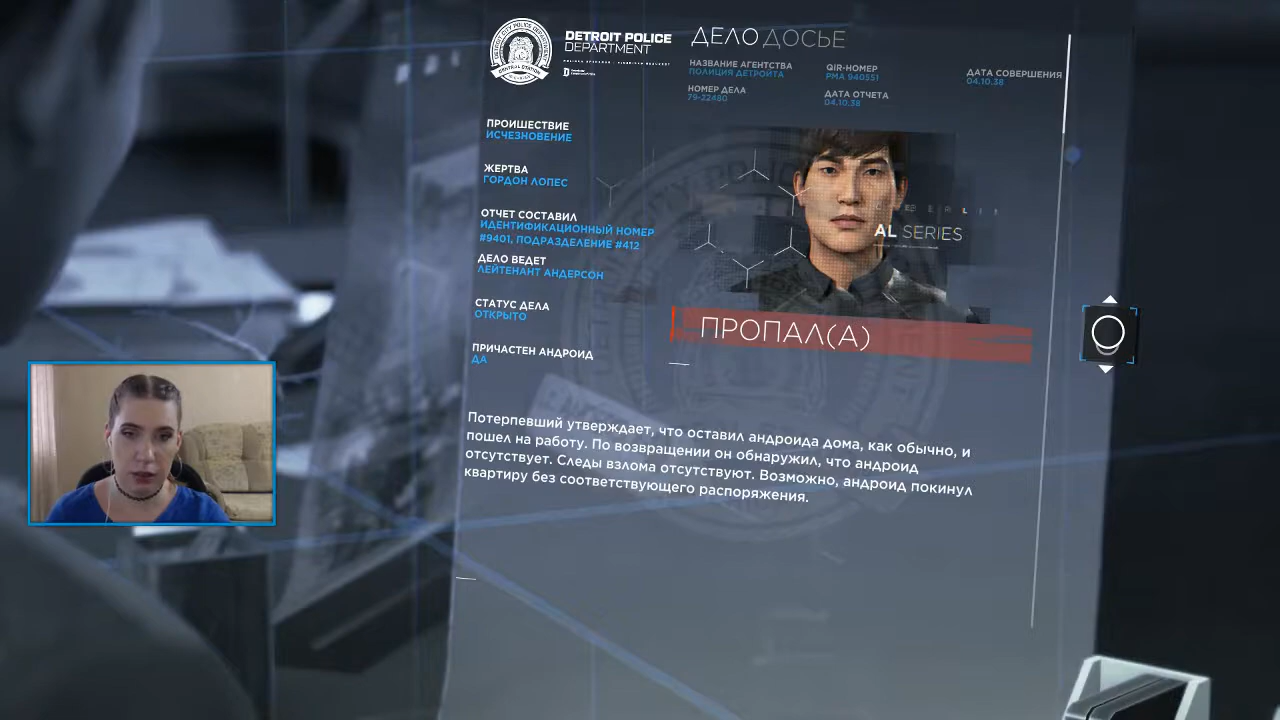 DETROIT POLICE
DEPARTMENT
ДЕЛО ДОСЬЕ
НАЗВАНИЕ АГЕНТСТВА
ПОЛИЦИЯ ДЕТРОЙТА
QIR-НОМЕР
PMA 940551
ДАТА СОВЕРШЕНИЯ
04.10.38
НОМЕР ДЕЛА
79-22480
ДАТА ОТЧЕТА
04.10.38
ПРОИШЕСТВИЕ
ИСЧЕЗНОВЕНИЕ
ЖЕРТВА
ГОРДОН ЛОПЕС
ОТЧЕТ СОСТАВИЛ
ИДЕНТИФИКАЦИОННЫЙ НОМЕР
#9401, ПОДРАЗДЕЛЕНИЕ #412
ДЕЛО ВЕДЕТ
ЛЕЙТЕНАНТ АНДЕРСОН
СТАТУС ДЕЛА
ОТКРЫТО
ПРИЧАСТЕН АНДРОИД
ДА
AL SERIES
ПРОПАЛ(А)
Потерпевший утверждает, что оставил андроида дома, как обычно, и
пошел на работу. По возвращении он обнаружил, что андроид
отсутствует. Следы взлома отсутствуют. Возможно, андроид покинул
квартиру без соответствующего распоряжения.